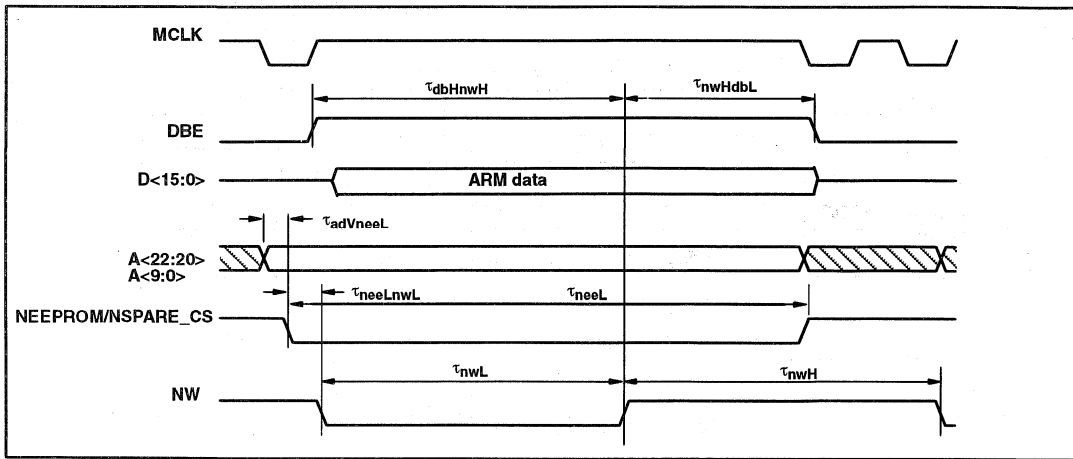 MCLK
τdbHnwH
τnwHdbL
DBE
D<15:0>
ARM data
τadVneeL
A<22:20>
A<9:0>
τneeLnwL
τneeL
NEEPROM/NSPARE_CS
τnwL
τnwH
NW